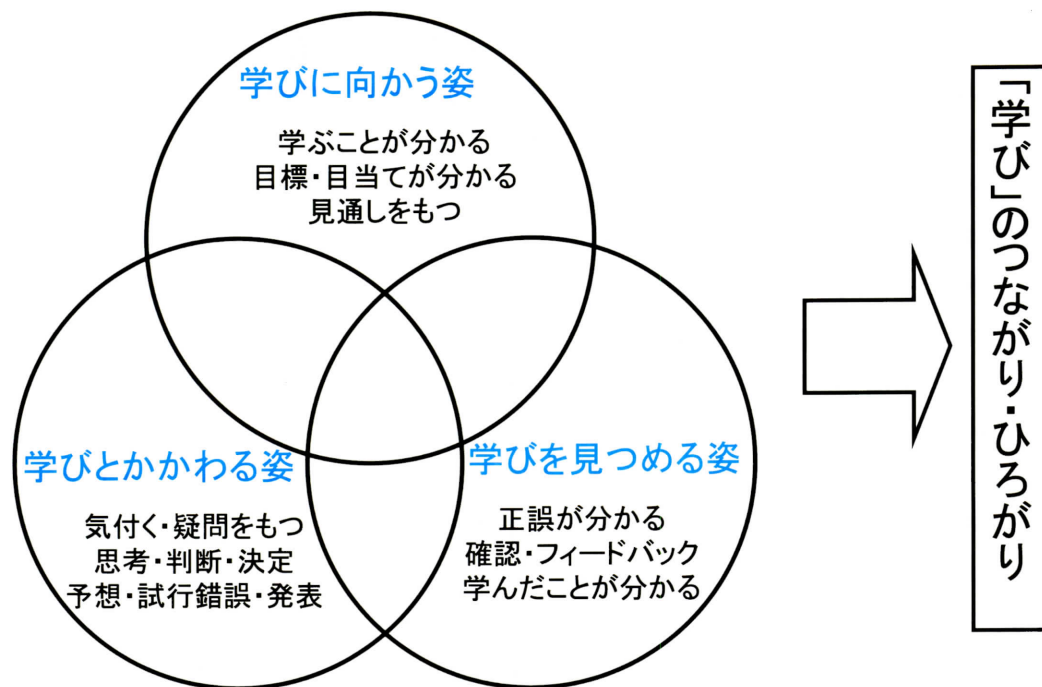 学びに向かう姿
学ぶことが分かる
目標・目当てが分かる
見通しをもつ
学びとかかわる姿
気付く・疑問をもつ
思考・判断・決定
予想・試行錯誤・発表
学びを見つめる姿
正誤が分かる
確認・フィードバック
学んだことが分かる
「学び」のつながり・ひろがり